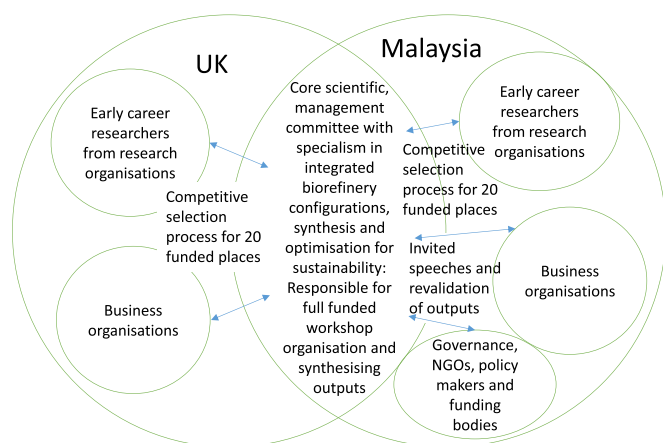 UK
Malaysia
Early career
researchers
from research
organisations
Competitive
selection
process for 20
funded places
Business
organisations
Core scientific,
management
committee with
specialism in
integrated
biorefinery
configurations,
synthesis and
optimisation for
sustainability:
Responsible for
full funded
workshop
organisation and
synthesising
outputs
Early career
researchers
from research
organisations
Competitive
selection
process for 20
funded places
Invited
speeches and
revalidation
of outputs
Business
organisations
Governance,
NGOs, policy
makers and
funding
bodies